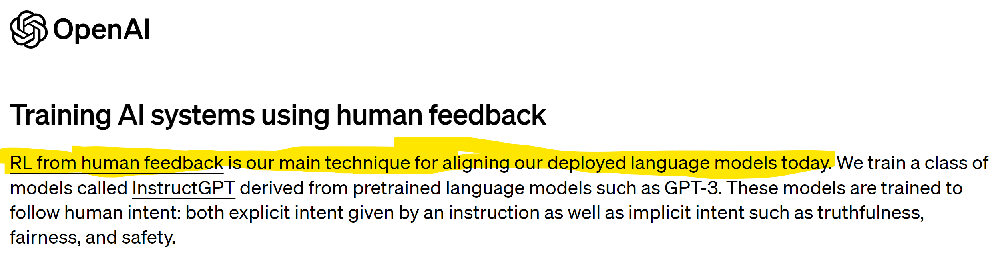 OpenAI
Training AI systems using human feedback
RL from human feedback is our main technique for aligning our deployed language models today. We train a class of
models called InstructGPT derived from pretrained language models such as GPT-3. These models are trained to
follow human intent: both explicit intent given by an instruction as well as implicit intent such as truthfulness,
fairness, and safety.